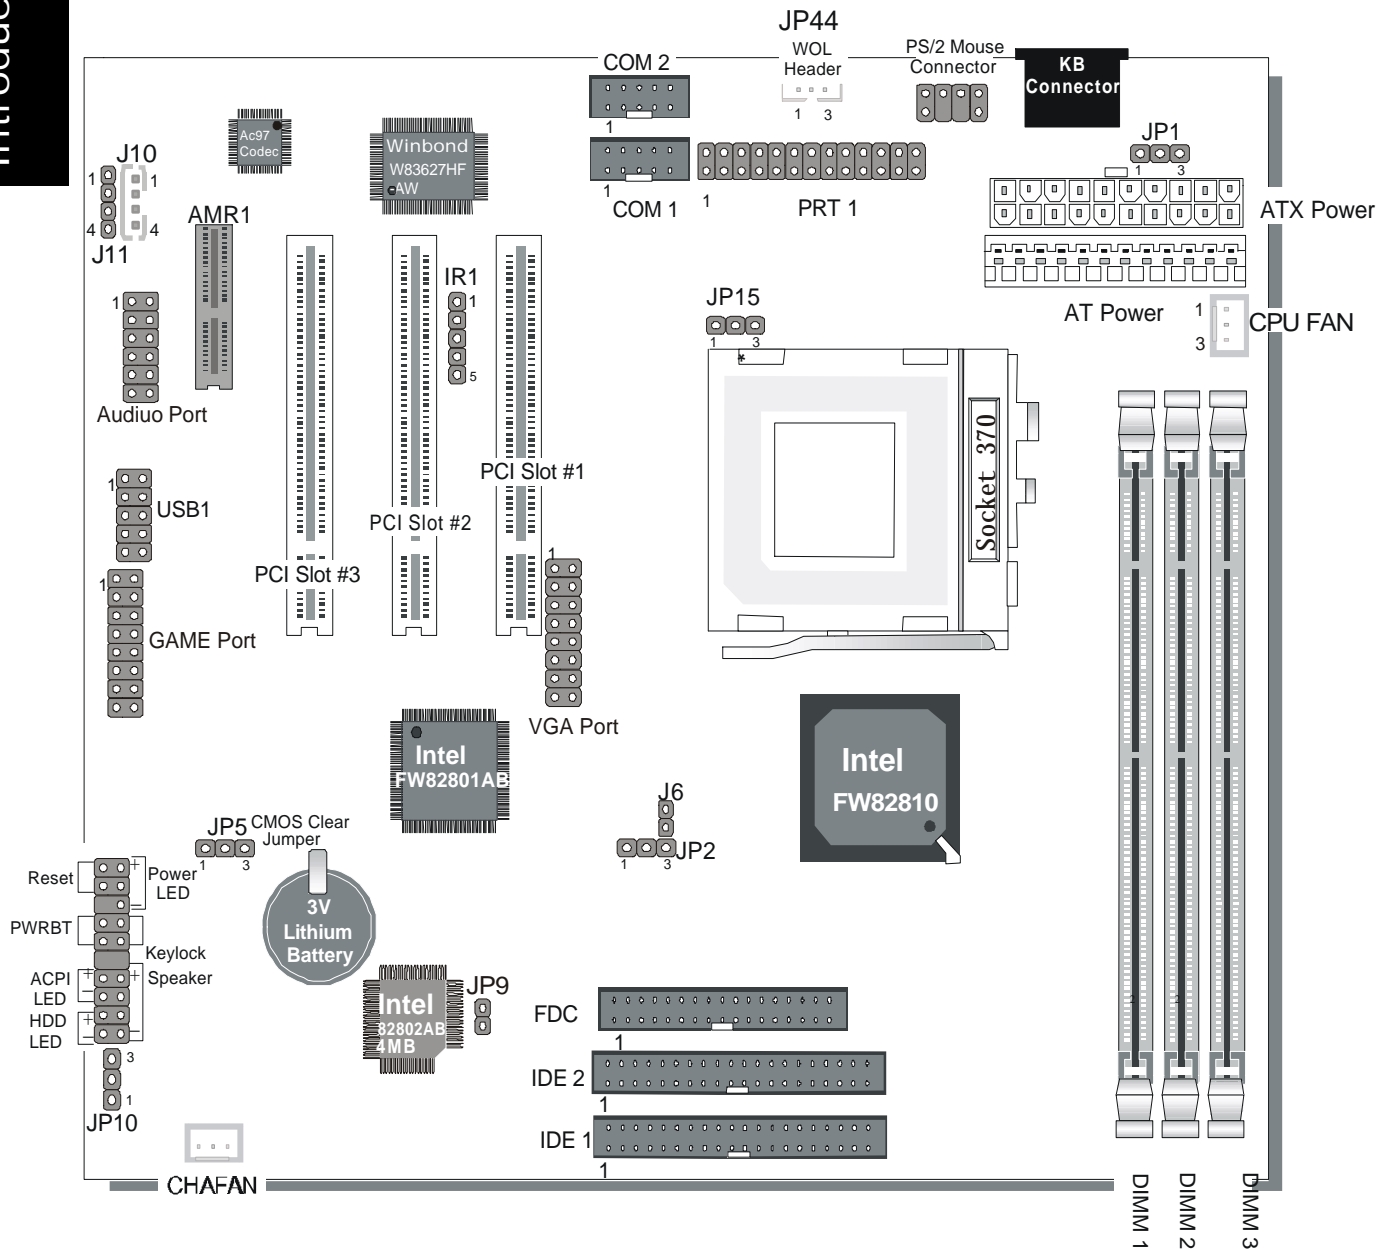 Introduc
JP44
WOL
Header
1 3
COM 2
1
PS/2 Mouse
Connector
KB
Connector
JP1
1 3
Ac97
Codec
Winbond
W83627HF
-AW
J10
1 1
4 4
J11
AMR1
COM 1
1
1
PRT 1
ATX Power
AT Power
1
3
CPU FAN
IR1
1
5
JP15
1 3
*
1
Audiuo Port
Socket 370
PCI Slot #1
PCI Slot #2
PCI Slot #3
1
USB1
1
GAME Port
1
VGA Port
Intel
FW82801AB
Intel
FW82810
J6
JP2
1 3
JP5
1 3
CMOS Clear
Jumper
3V
Lithium
Battery
Reset
+
Power
LED
–
PWRBT
Keylock
ACPI
LED
+
–
+
Speaker
–
HDD
LED
+
–
3
1
JP10
Intel
82802AB
4MB
JP9
FDC
1
IDE 2
1
IDE 1
1
CHAFAN
2
2
DIMM 1
DIMM 2
DIMM 3